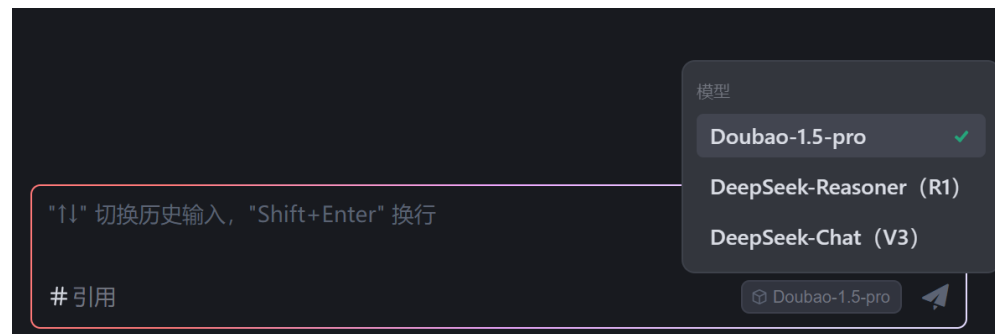 模型
Doubao-1.5-pro
DeepSeek-Reasoner（R1）
DeepSeek-Chat（V3）
"↑↓" 切换历史输入，"Shift+Enter" 换行
# 引用
Doubao-1.5-pro